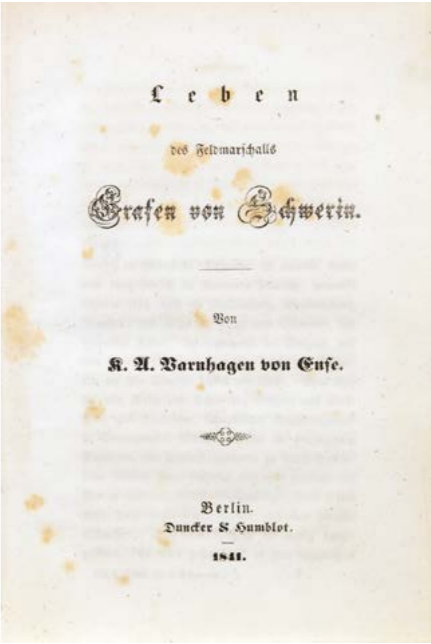 Leben
des Feldmarschalls
Grafen von Schwerin.
Von
K. A. Varnhagen von Ense.
Berlin.
Duncker & Humblot.
1841.